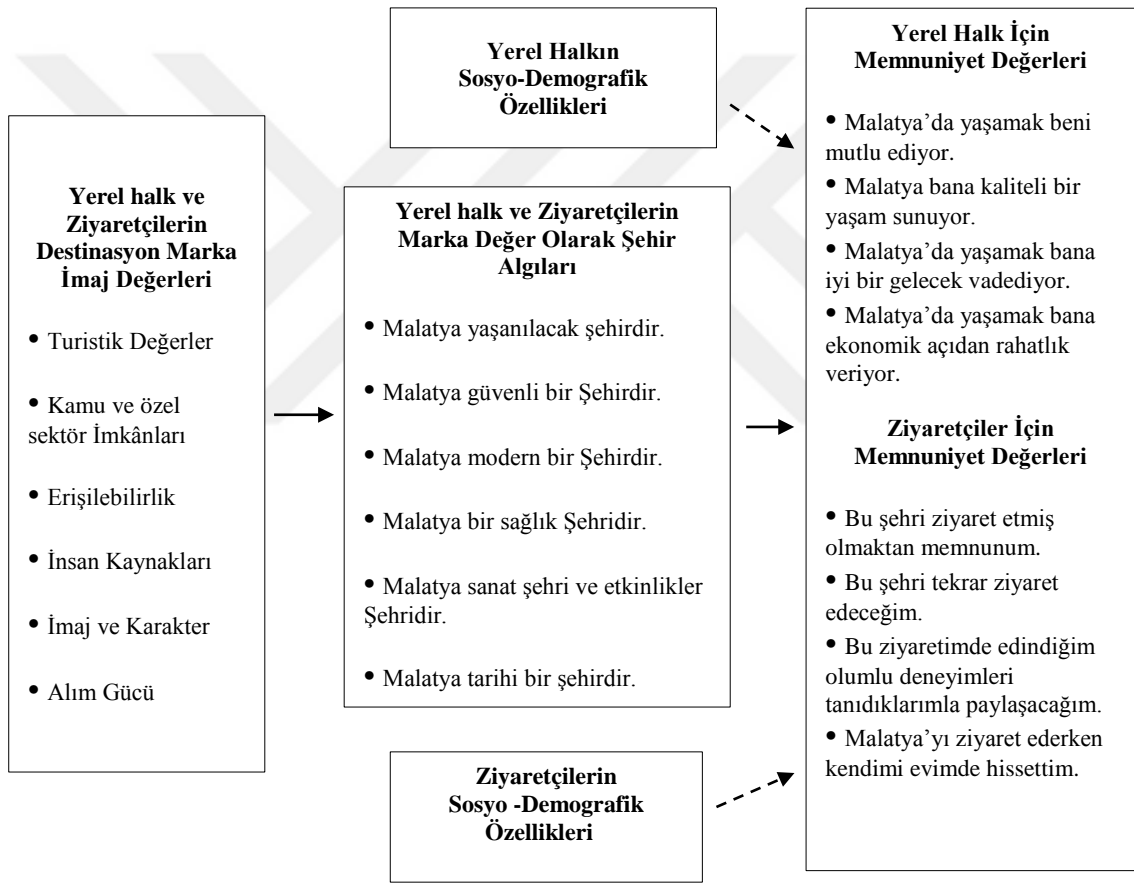 Yerel halk ve
Ziyaretçilerin
Destinasyon Marka
İmaj Değerleri
• Turistik Değerler
• Kamu ve özel
sektör İmkânları
• Erişilebilirlik
• İnsan Kaynakları
• İmaj ve Karakter
• Alım Gücü
Yerel Halkın
Sosyo-Demografik
Özellikleri
Yerel halk ve Ziyaretçilerin
Marka Değer Olarak Şehir
Algıları
• Malatya yaşanılacak şehirdir.
• Malatya güvenli bir Şehirdir.
• Malatya modern bir Şehirdir.
• Malatya bir sağlık Şehridir.
• Malatya sanat şehri ve etkinlikler
Şehridir.
• Malatya tarihi bir şehirdir.
Ziyaretçilerin
Sosyo -Demografik
Özellikleri
Yerel Halk İçin
Memnuniyet Değerleri
• Malatya’da yaşamak beni
mutlu ediyor.
• Malatya bana kaliteli bir
yaşam sunuyor.
• Malatya’da yaşamak bana
iyi bir gelecek vadediyor.
• Malatya’da yaşamak bana
ekonomik açıdan rahatlık
veriyor.
Ziyaretçiler İçin
Memnuniyet Değerleri
• Bu şehri ziyaret etmiş
olmaktan memnunum.
• Bu şehri tekrar ziyaret
edeceğim.
• Bu ziyaretimde edindiğim
olumlu deneyimleri
tanıdıklarımla paylaşacağım.
• Malatya’yı ziyaret ederken
kendimi evimde hissettim.